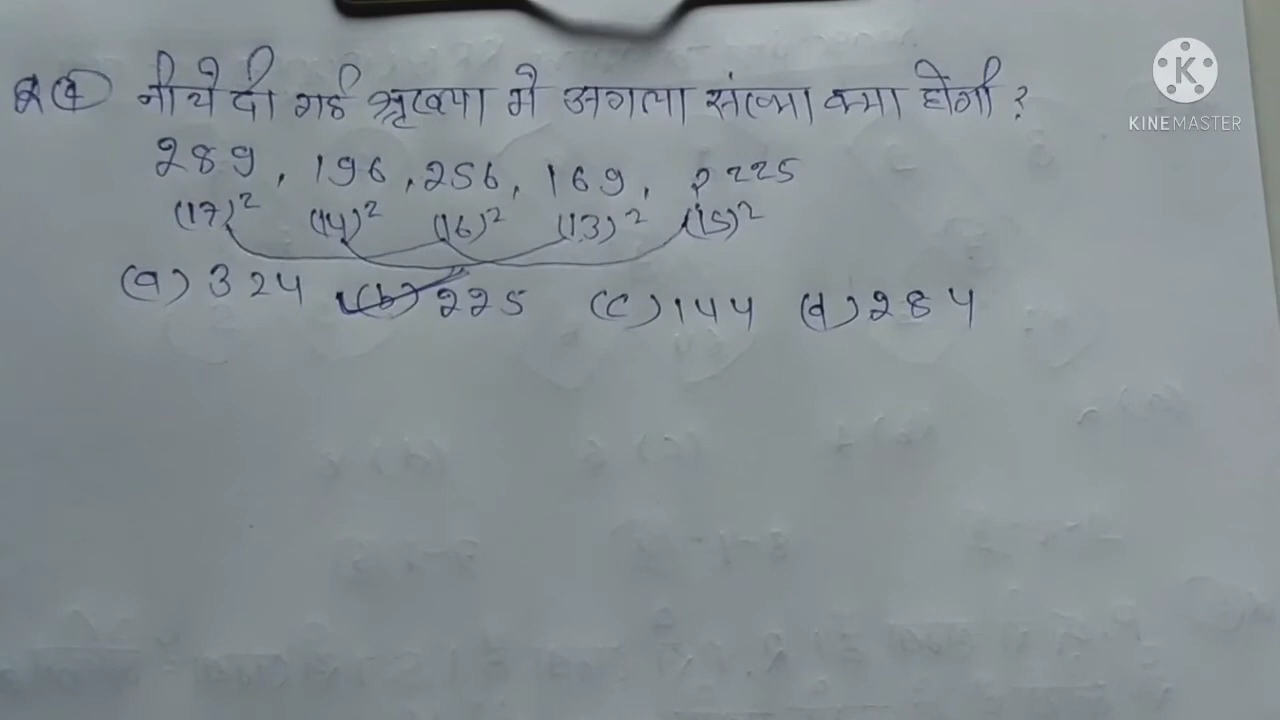 नीचे दी गई श्रृंखला में अगला संख्या क्या होगी ?
289, 196, 256, 169, ? 225
(17)² (14)² (16)² (13)² (15)²
(a) 324 (b) 225 (c) 144 (d) 284
K
KINEMASTER